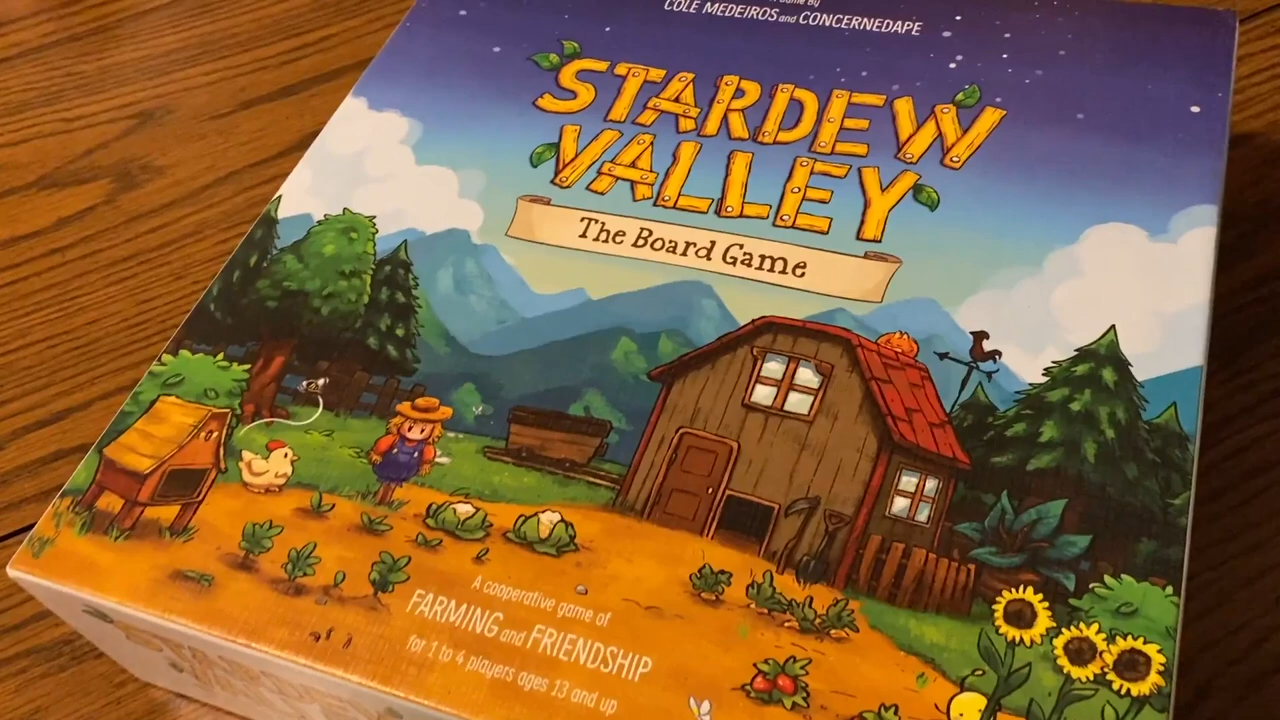 COLE MEDEIROS and CONCERNEDAPE
STARDEW
VALLEY
The Board Game
A cooperative game of
FARMING and FRIENDSHIP
for 1 to 4 players ages 13 and up